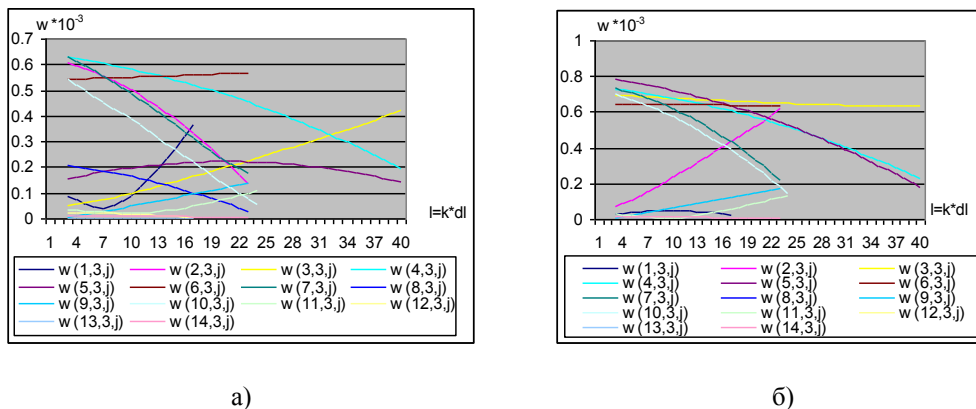 w *10^-3
0.7
0.6
0.5
0.4
0.3
0.2
0.1
0
1 4 7 10 13 16 19 22 25 28 31 34 37 40
l=k*dl
w (1,3,j) w (2,3,j) w (3,3,j) w (4,3,j)
w (5,3,j) w (6,3,j) w (7,3,j) w (8,3,j)
w (9,3,j) w (10,3,j) w (11,3,j) w (12,3,j)
w (13,3,j) w (14,3,j)
а)
w *10^-3
1
0.8
0.6
0.4
0.2
0
1 4 7 10 13 16 19 22 25 28 31 34 37 40
l=k*dl
w (1,3,j) w (2,3,j) w (3,3,j)
w (4,3,j) w (5,3,j) w (6,3,j)
w (7,3,j) w (8,3,j) w (9,3,j)
w (10,3,j) w (11,3,j) w (12,3,j)
w (13,3,j) w (14,3,j)
б)